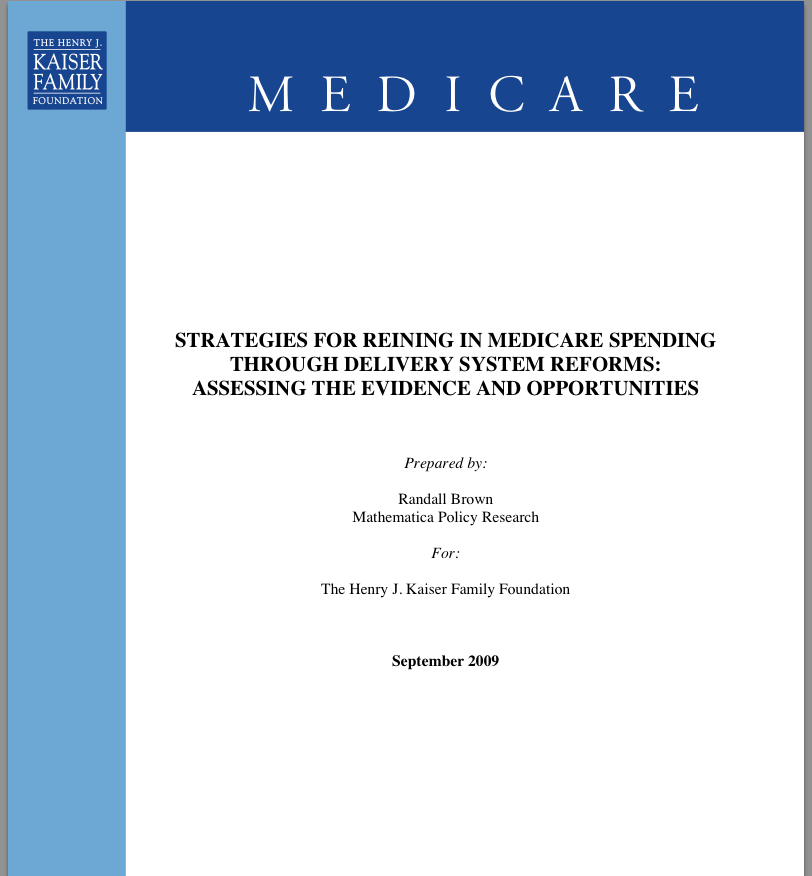 THE HENRY J.
KAISER
FAMILY
FOUNDATION
MEDICARE
STRATEGIES FOR REINING IN MEDICARE SPENDING
THROUGH DELIVERY SYSTEM REFORMS:
ASSESSING THE EVIDENCE AND OPPORTUNITIES
Prepared by:
Randall Brown
Mathematica Policy Research
For:
The Henry J. Kaiser Family Foundation
September 2009